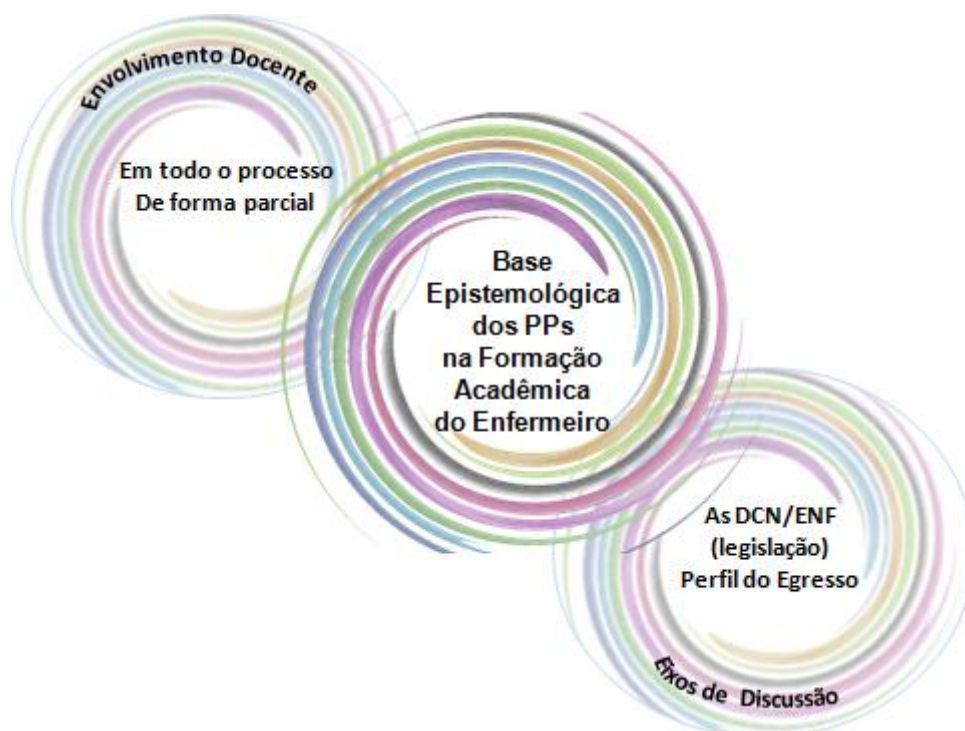 Envolvimento Docente
Em todo o processo
De forma parcial
Base
Epistemológica
dos PPs
na Formação
Acadêmica
do Enfermeiro
As DCN/ENF
(legislação)
Perfil do Egresso
Eixos de Discussão